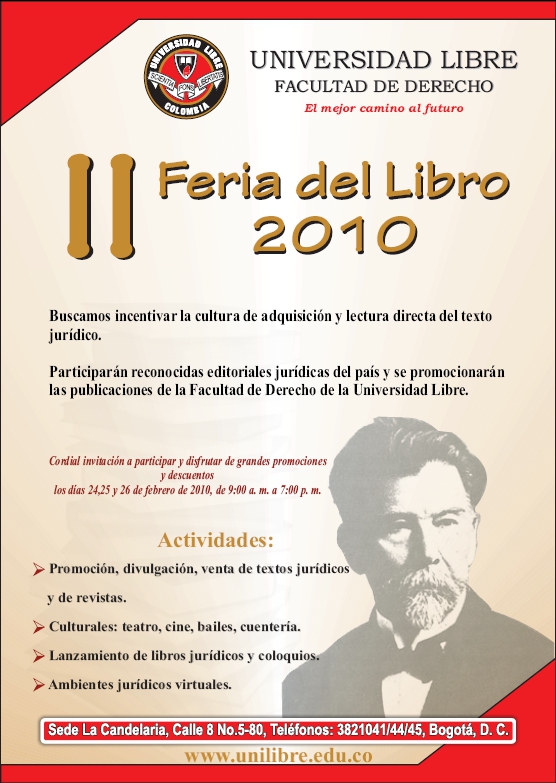 UNIVERSIDAD LIBRE
SCIENTIA FONS LIBERTATIS
COLOMBIA
UNIVERSIDAD LIBRE
FACULTAD DE DERECHO
El mejor camino al futuro
II Feria del Libro
2010
Buscamos incentivar la cultura de adquisición y lectura directa del texto
jurídico.
Participarán reconocidas editoriales jurídicas del país y se promocionarán
las publicaciones de la Facultad de Derecho de la Universidad Libre.
Cordial invitación a participar y disfrutar de grandes promociones
y descuentos
los días 24,25 y 26 de febrero de 2010, de 9:00 a. m. a 7:00 p. m.
Actividades:
Promoción, divulgación, venta de textos jurídicos
y de revistas.
Culturales: teatro, cine, bailes, cuentería.
Lanzamiento de libros jurídicos y coloquios.
Ambientes jurídicos virtuales.
Sede La Candelaria, Calle 8 No.5-80, Teléfonos: 3821041/44/45, Bogotá, D. C.
www.unilibre.edu.co